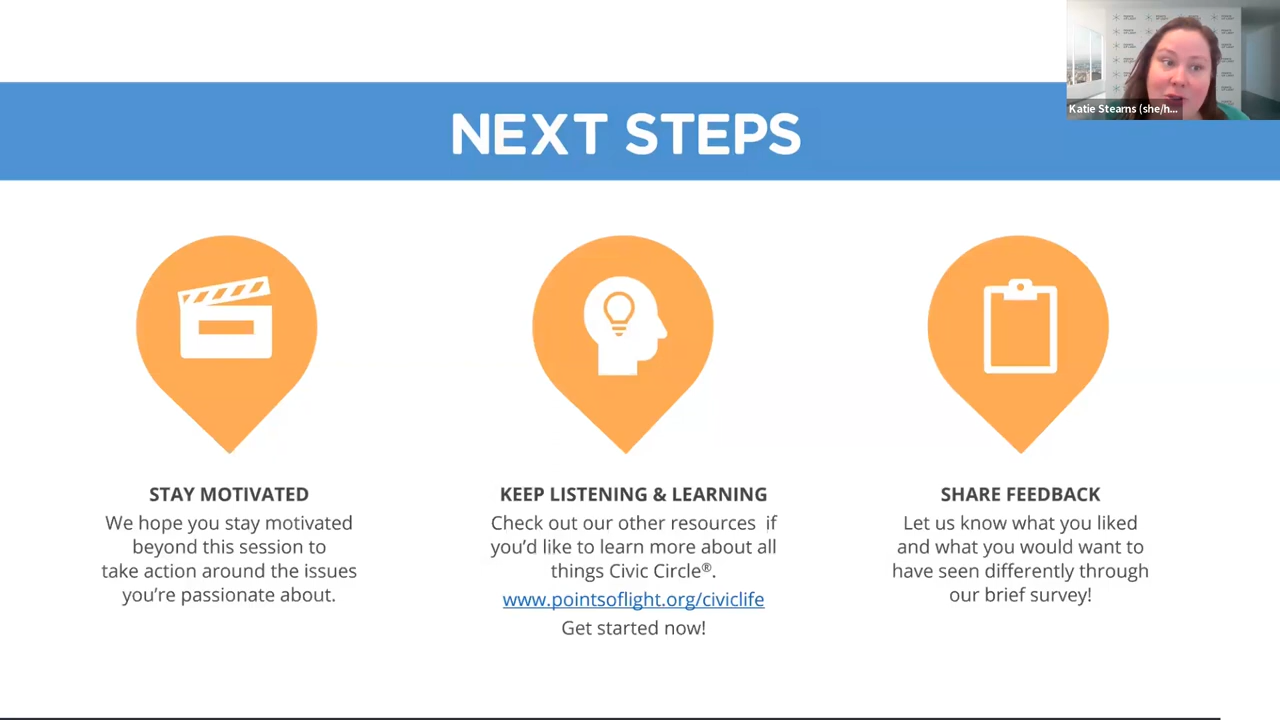 Katie Stearns (she/h...
NEXT STEPS
STAY MOTIVATED
We hope you stay motivated
beyond this session to
take action around the issues
you're passionate about.
KEEP LISTENING & LEARNING
Check out our other resources if
you'd like to learn more about all
things Civic Circle®.
www.pointsoflight.org/civiclife
Get started now!
SHARE FEEDBACK
Let us know what you liked
and what you would want to
have seen differently through
our brief survey!